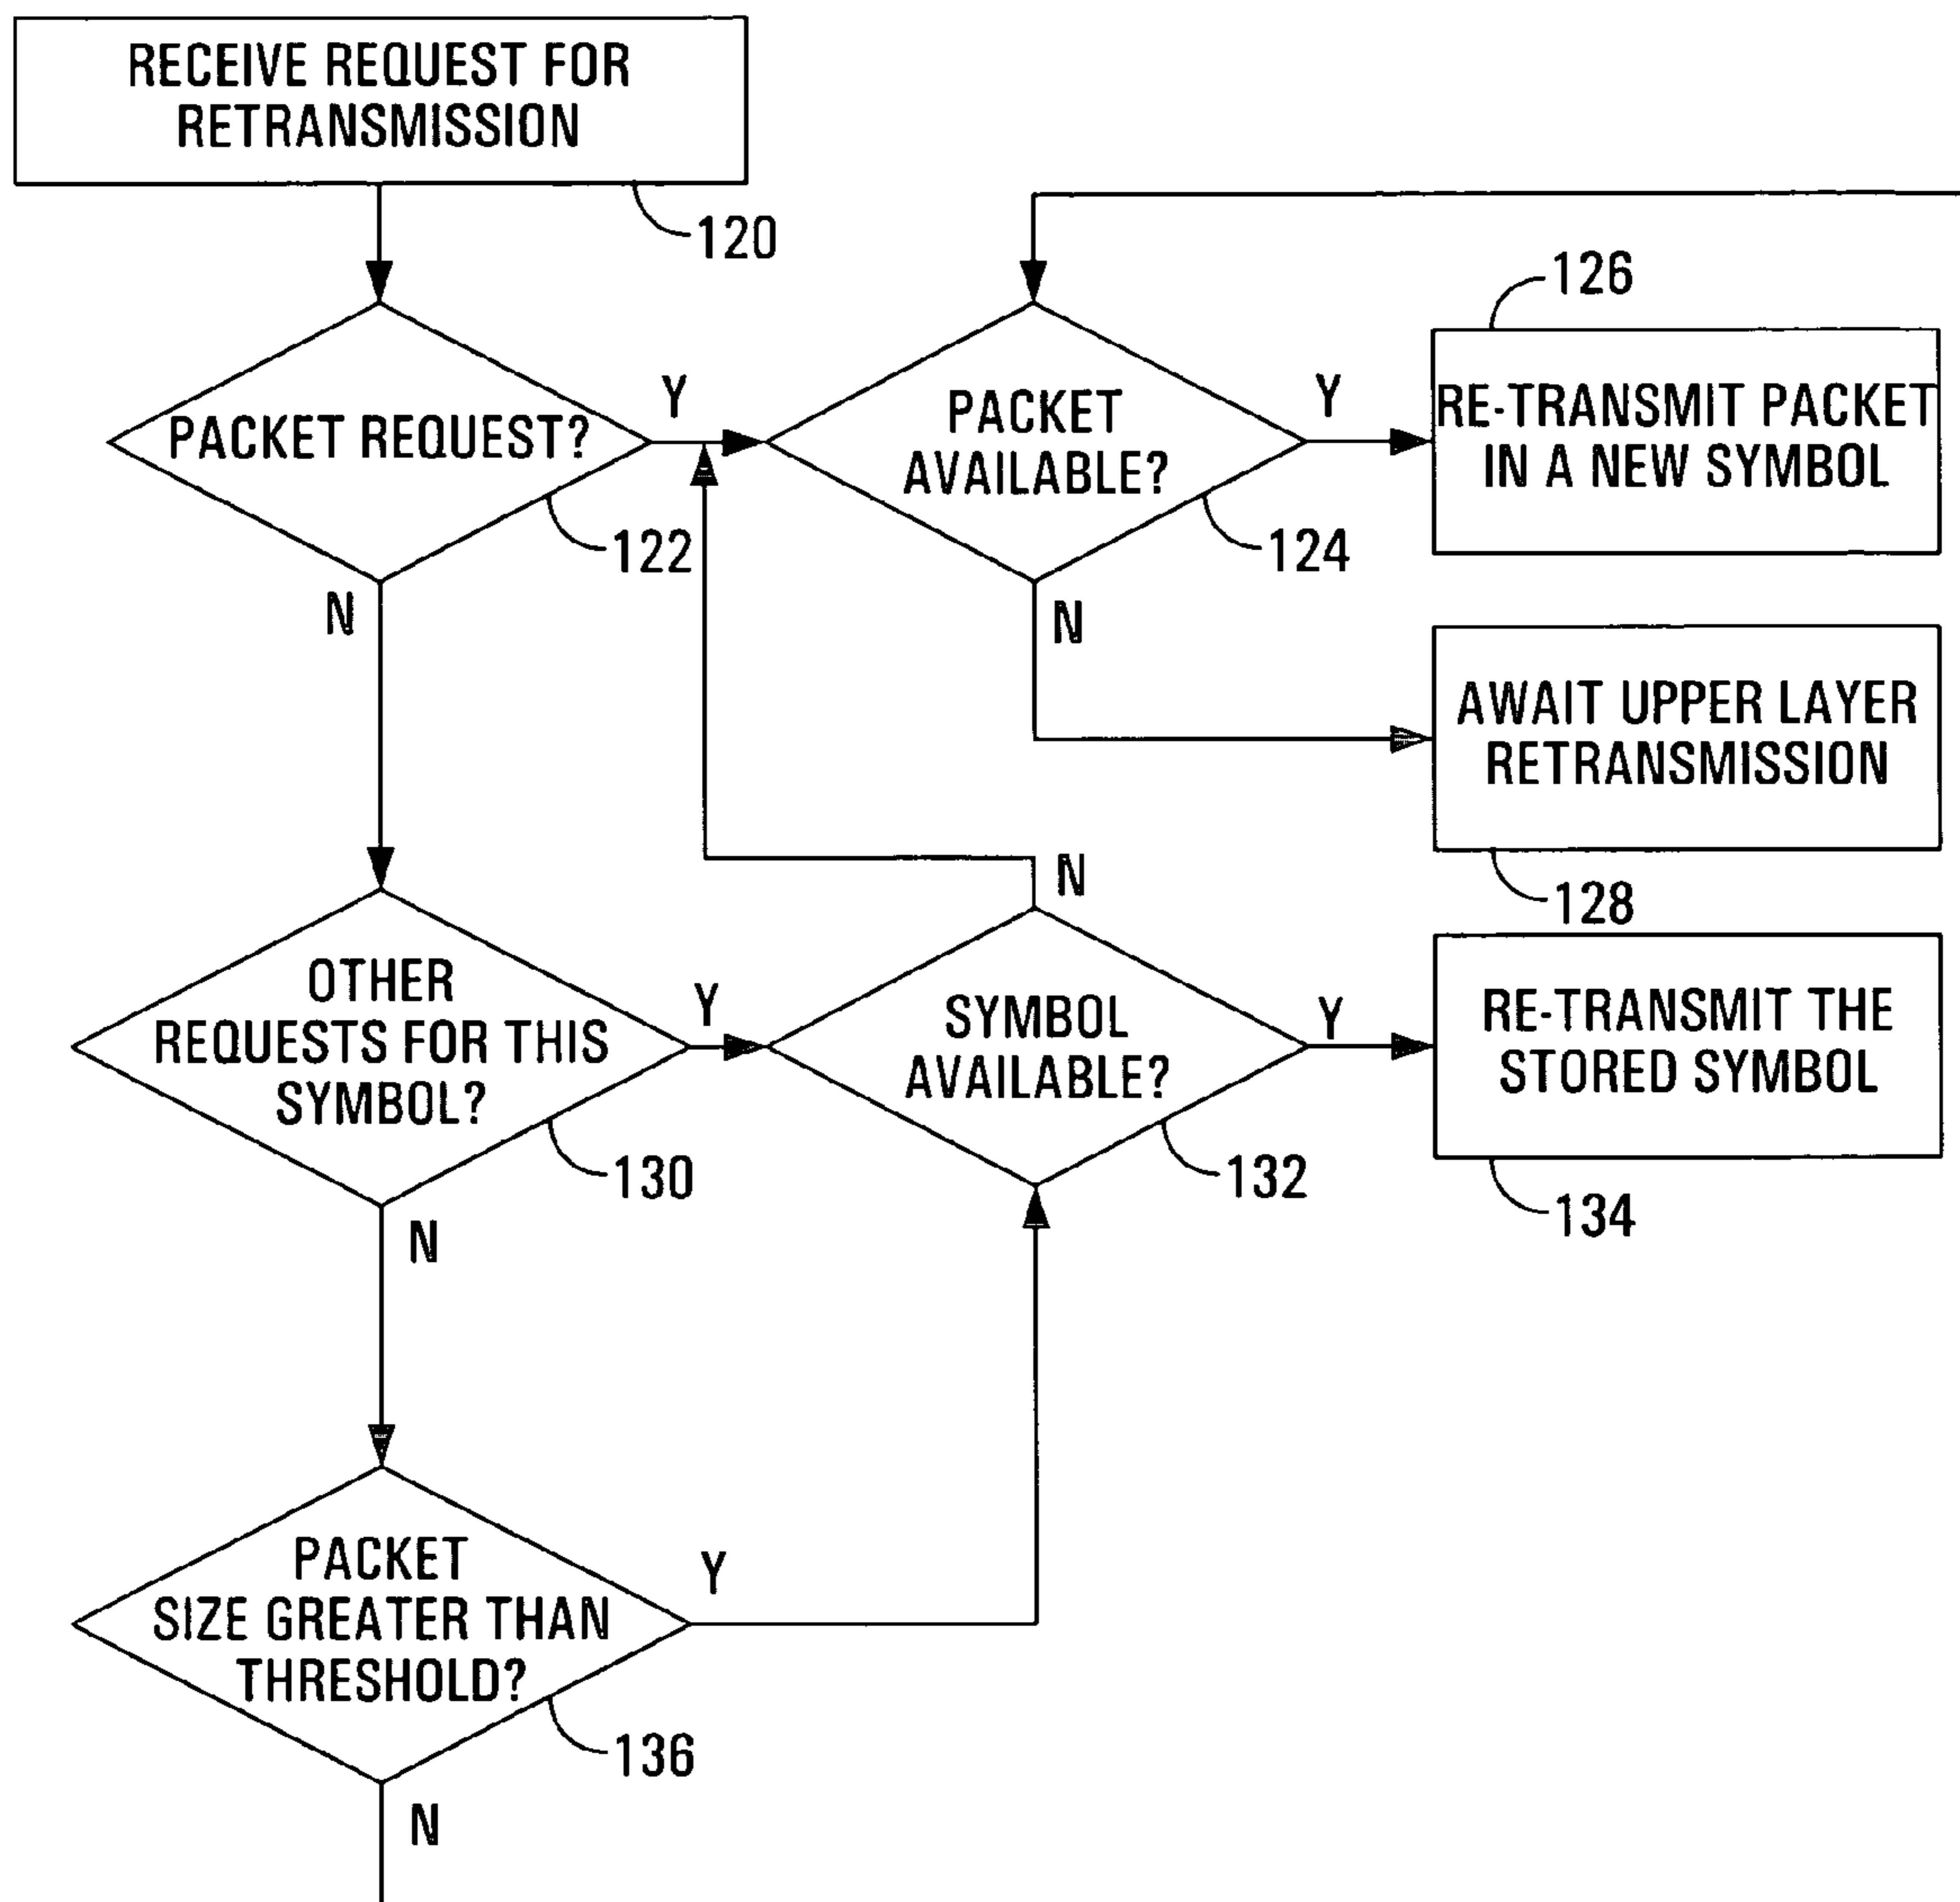 RECEIVE REQUEST FOR
RETRANSMISSION
120
PACKET REQUEST?
Y
122
N
PACKET
AVAILABLE?
Y
124
N
126
RE-TRANSMIT PACKET
IN A NEW SYMBOL
AWAIT UPPER LAYER
RETRANSMISSION
128
OTHER
REQUESTS FOR THIS
SYMBOL?
Y
130
N
N
SYMBOL
AVAILABLE?
Y
132
RE-TRANSMIT THE
STORED SYMBOL
134
PACKET
SIZE GREATER THAN
THRESHOLD?
Y
136
N